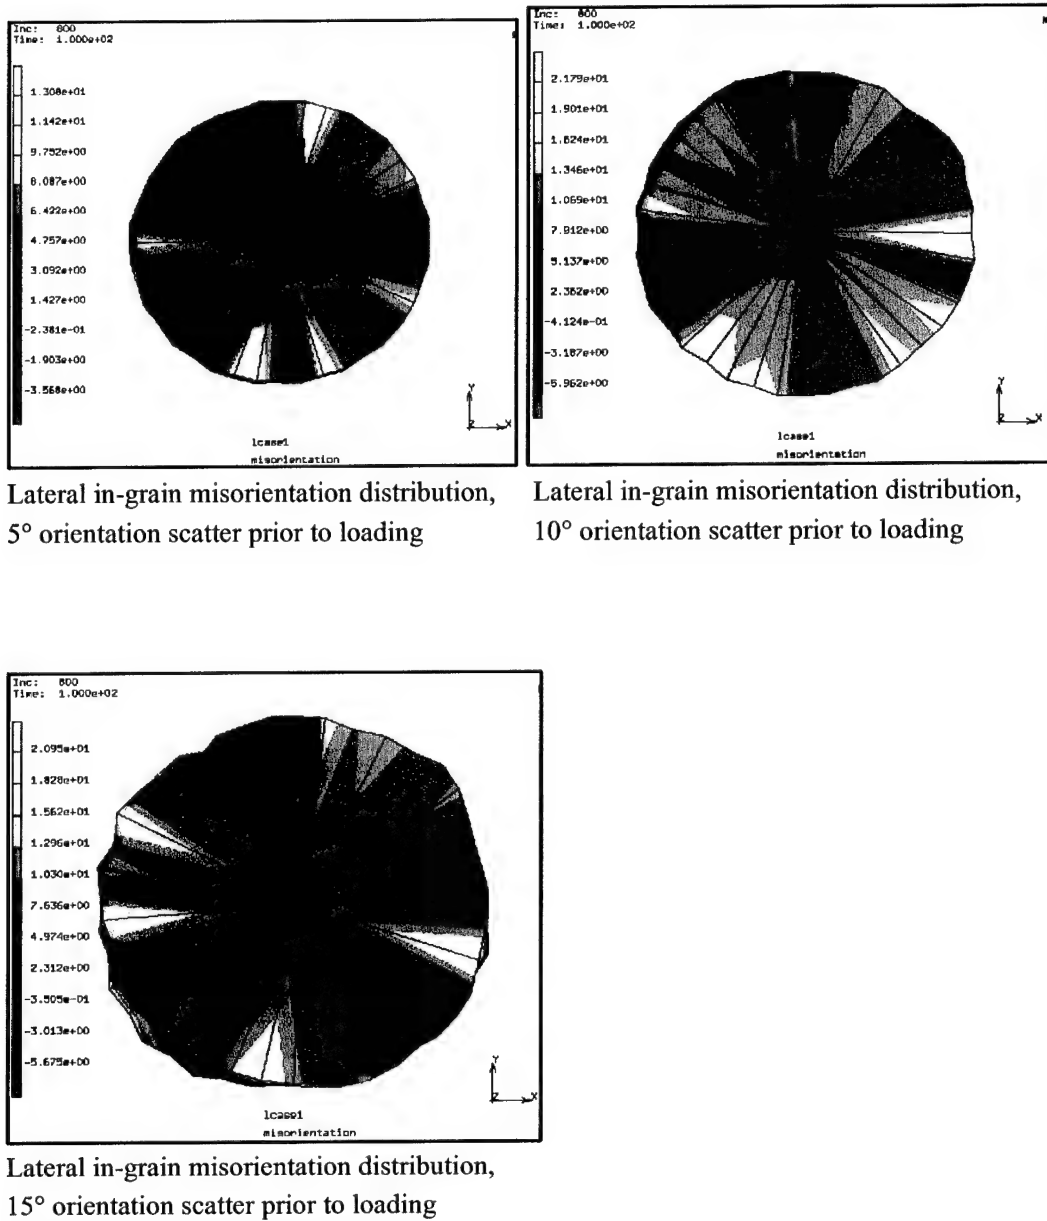 Inc: 800
Time: 1.000e+02
1.308e+01
1.142e+01
9.752e+00
8.087e+00
6.422e+00
4.757e+00
3.092e+00
1.427e+00
-2.381e-01
-1.903e+00
-3.568e+00
Y
Z X
lcase1
misorientation
Inc: 800
Time: 1.000e+02
2.179e+01
1.901e+01
1.624e+01
1.346e+01
1.069e+01
7.912e+00
5.137e+00
2.362e+00
-4.124e-01
-3.187e+00
-5.962e+00
Y
Z X
lcase1
misorientation
Lateral in-grain misorientation distribution,
5° orientation scatter prior to loading
Lateral in-grain misorientation distribution,
10° orientation scatter prior to loading
Inc: 800
Time: 1.000e+02
2.095e+01
1.828e+01
1.562e+01
1.296e+01
1.030e+01
7.636e+00
4.974e+00
2.312e+00
-3.505e-01
-3.013e+00
-5.675e+00
Y
Z X
lcase1
misorientation
Lateral in-grain misorientation distribution,
15° orientation scatter prior to loading